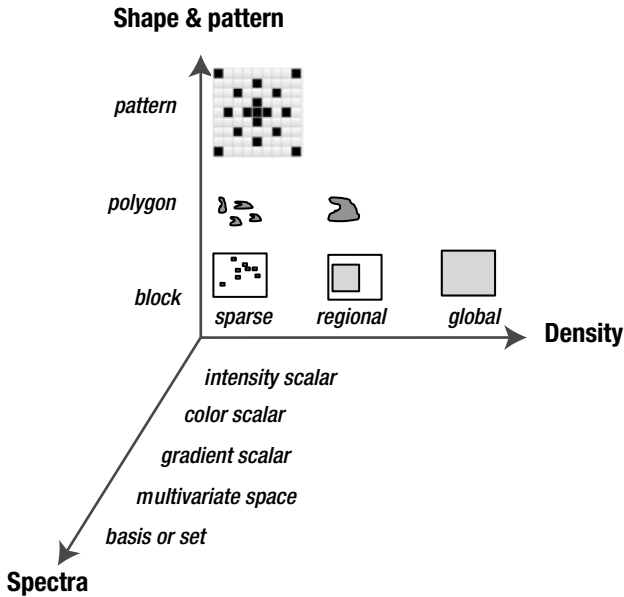 Shape & pattern
pattern
polygon
block
sparse
regional
global
Density
intensity scalar
color scalar
gradient scalar
multivariate space
basis or set
Spectra